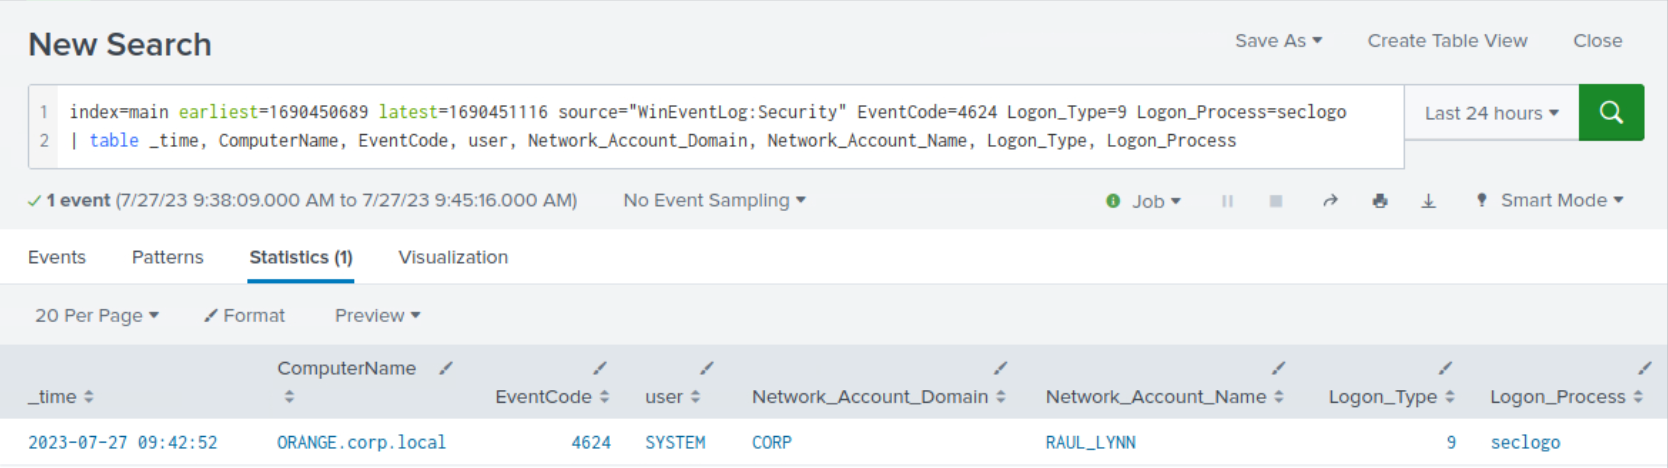 New Search
Save As Create Table View Close
1 index=main earliest=1690450689 latest=1690451116 source="WinEventLog:Security" EventCode=4624 Logon_Type=9 Logon_Process=seclogo
2 | table _time, ComputerName, EventCode, user, Network_Account_Domain, Network_Account_Name, Logon_Type, Logon_Process
Last 24 hours
1 event (7/27/23 9:38:09.000 AM to 7/27/23 9:45:16.000 AM) No Event Sampling Job Smart Mode
Events Patterns Statistics (1) Visualization
20 Per Page Format Preview
_time ComputerName EventCode user Network_Account_Domain Network_Account_Name Logon_Type Logon_Process
2023-07-27 09:42:52 ORANGE.corp.local 4624 SYSTEM CORP RAUL_LYNN 9 seclogo